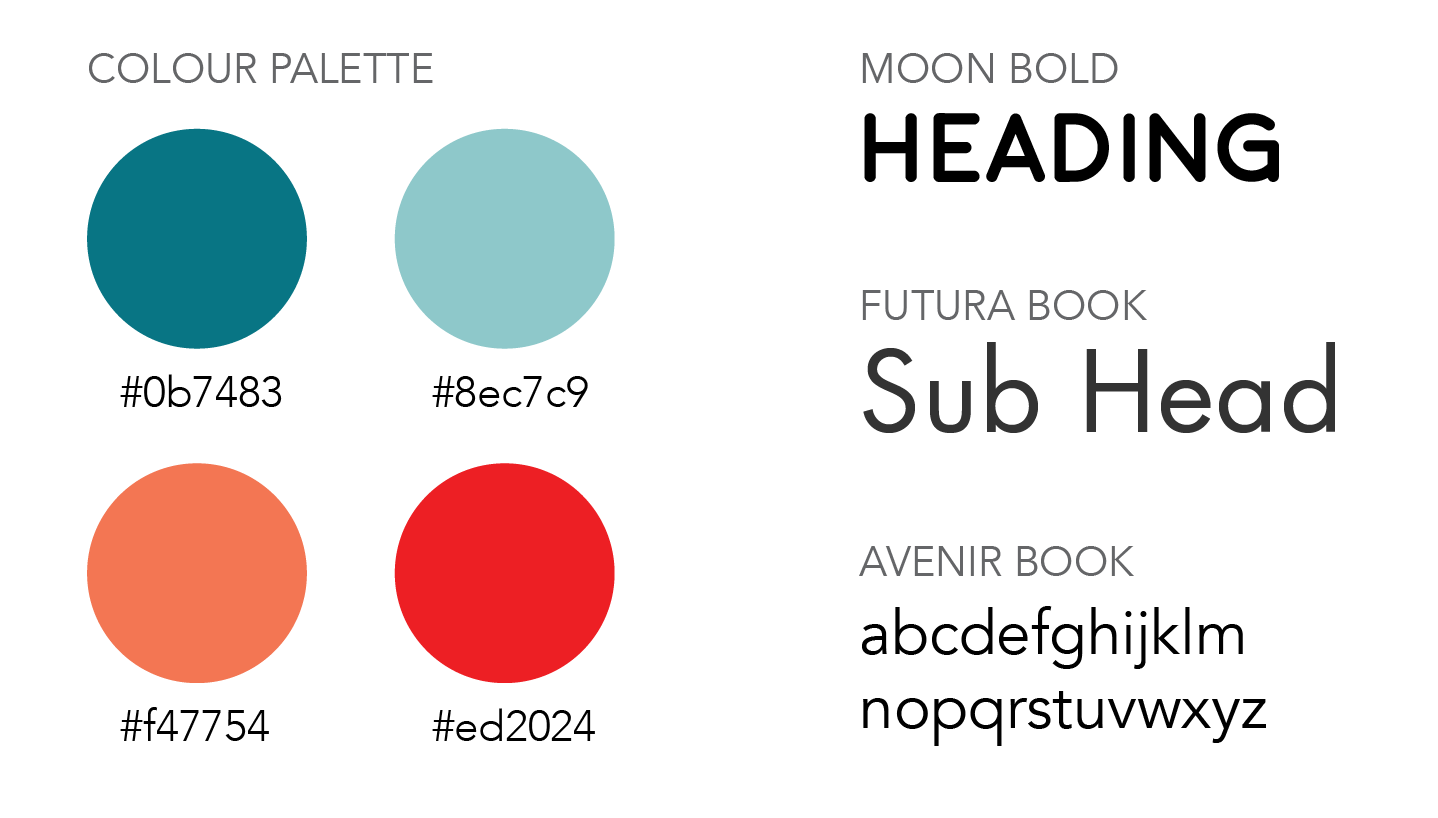 COLOUR PALETTE
#0b7483
#8ec7c9
#f47754
#ed2024
MOON BOLD
HEADING
FUTURA BOOK
Sub Head
AVENIR BOOK
abcdefghijklm
nopqrstuvwxyz